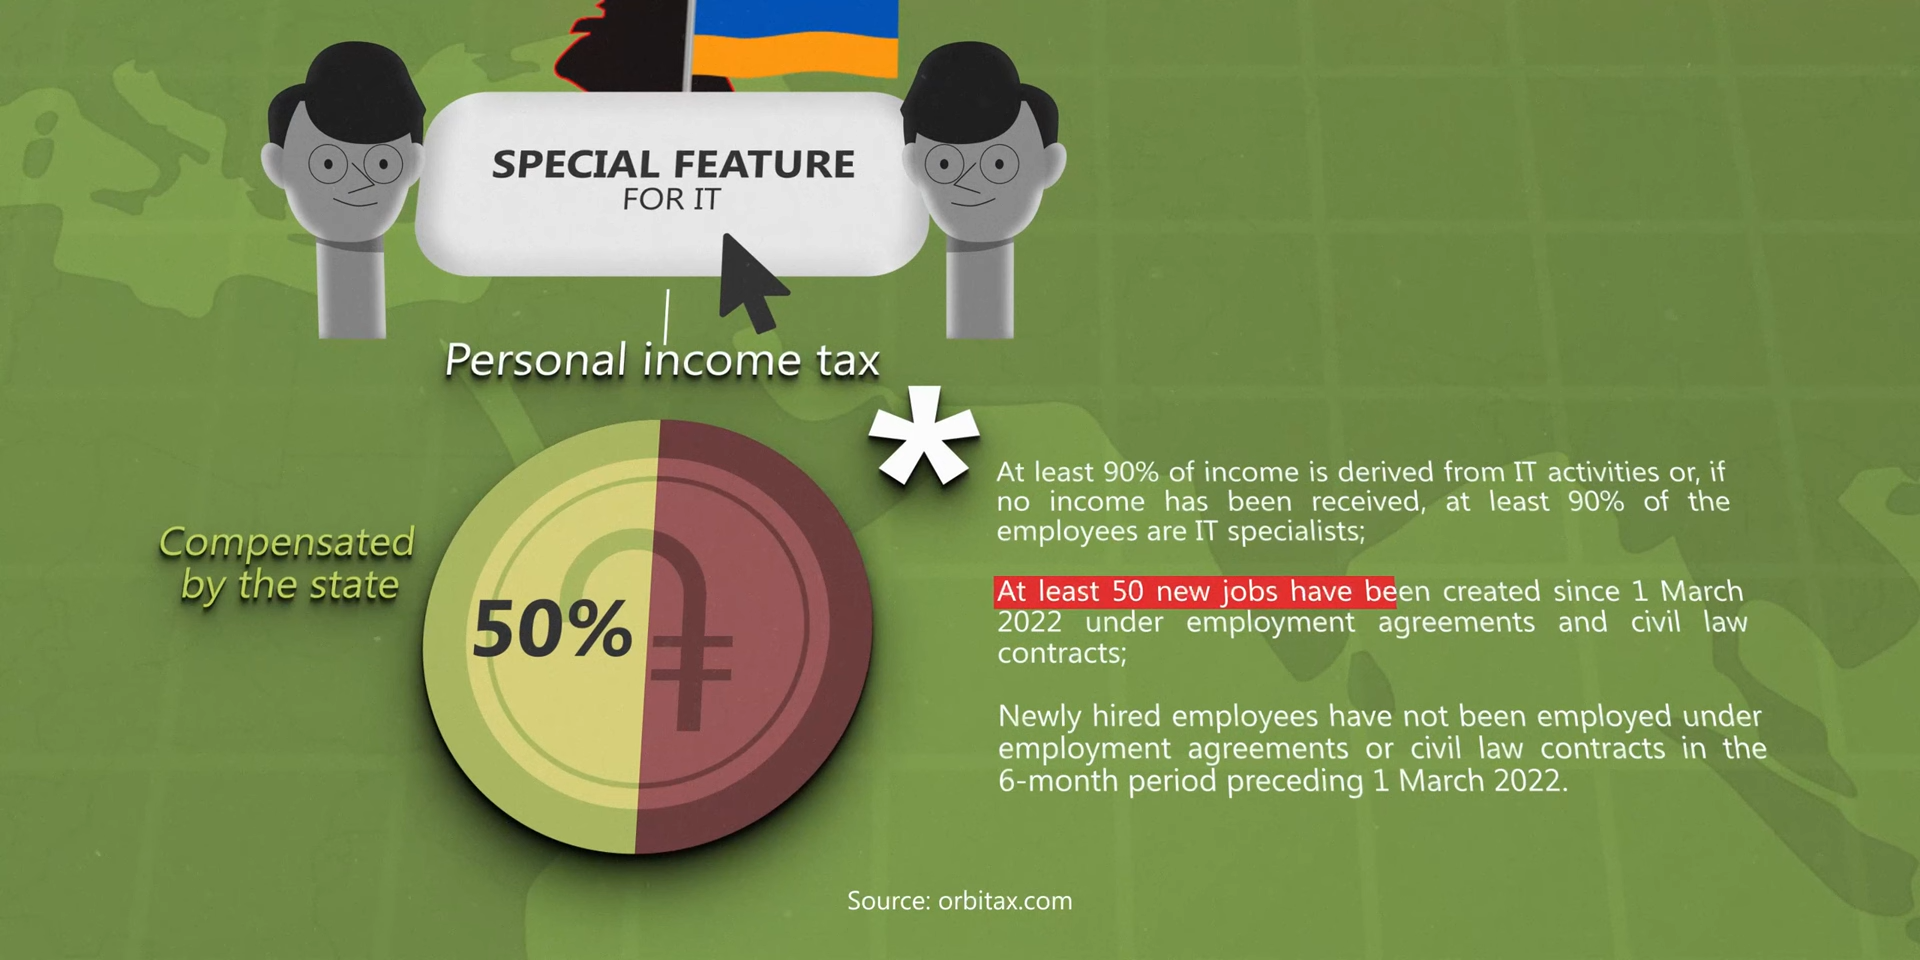 SPECIAL FEATURE
FOR IT
Personal income tax
*
Compensated
by the state
50%
At least 90% of income is derived from IT activities or, if
no income has been received, at least 90% of the
employees are IT specialists;
At least 50 new jobs have been created since 1 March
2022 under employment agreements and civil law
contracts;
Newly hired employees have not been employed under
employment agreements or civil law contracts in the
6-month period preceding 1 March 2022.
Source: orbitax.com